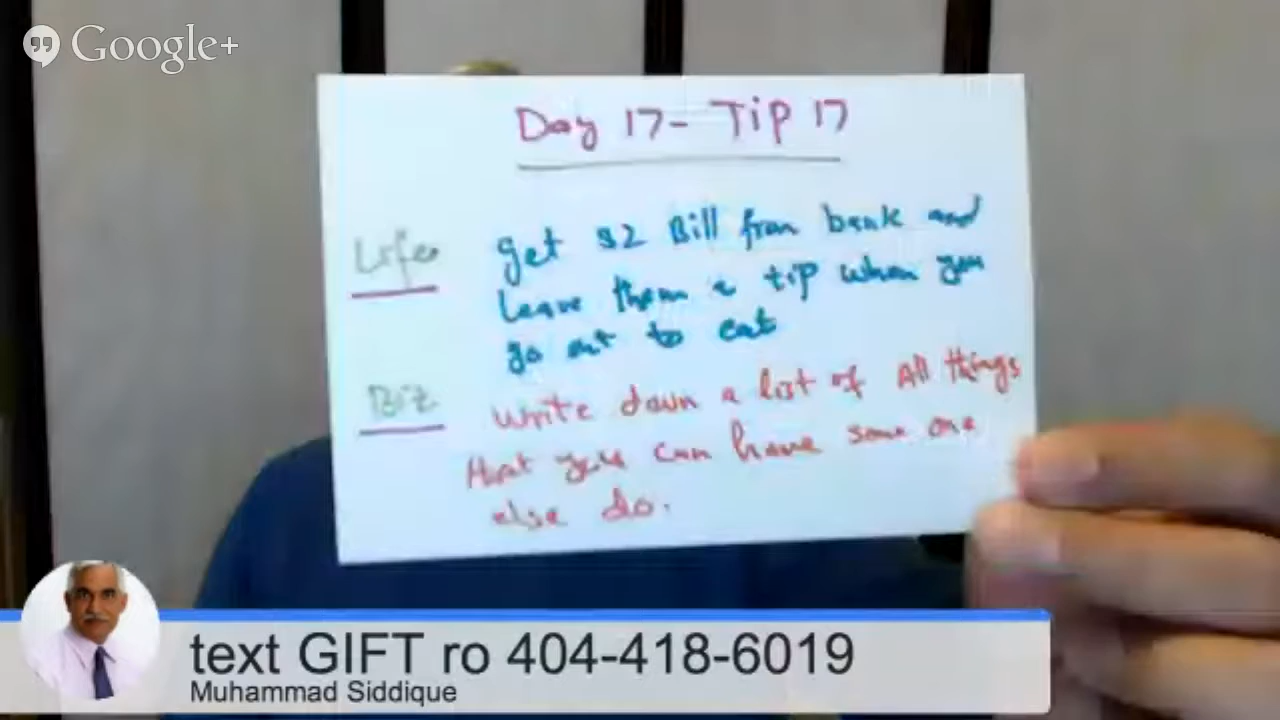 Google+
Day 17- Tip 17
Life
get $2 Bill from bank and
leave them a tip when you
go out to eat
Biz
write down a list of All things
that you can have some one
else do.
text GIFT ro 404-418-6019
Muhammad Siddique